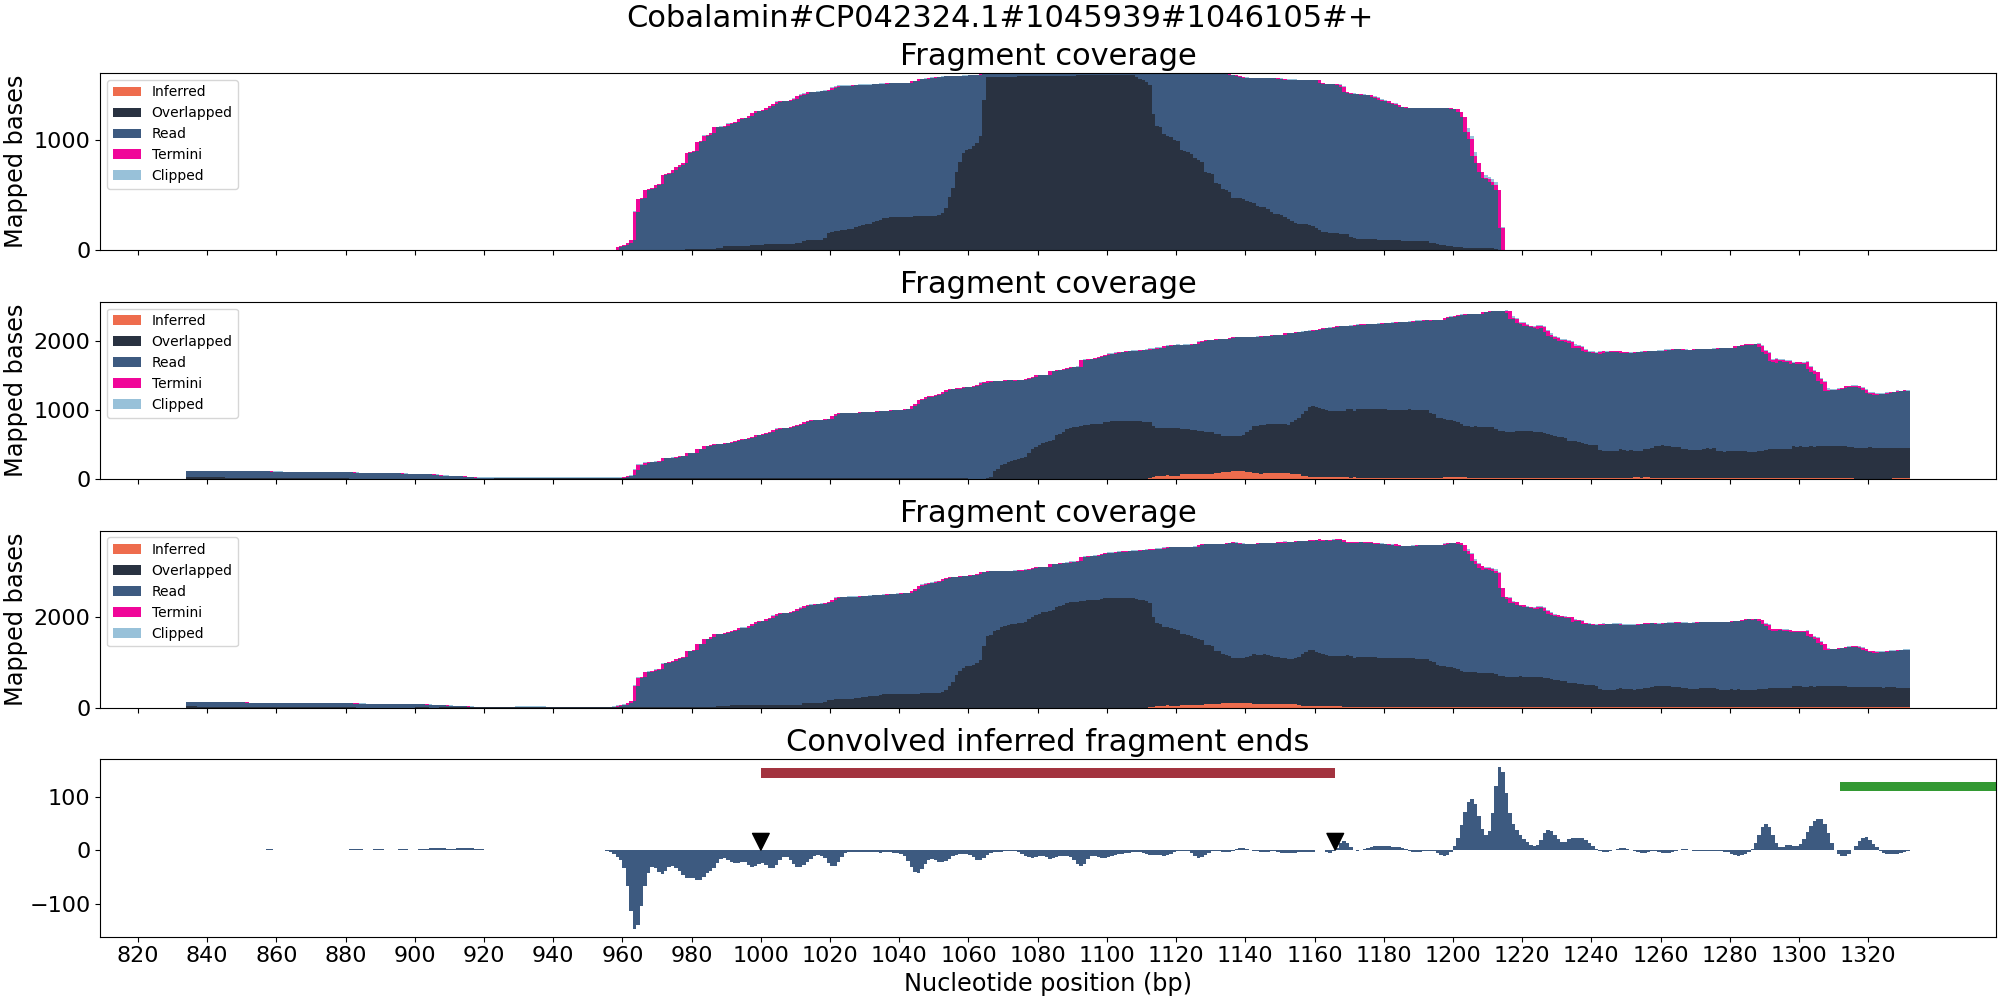 Cobalamin#CP042324.1#1045939#1046105#+
Fragment coverage
Mapped bases
1000
0
Inferred
Overlapped
Read
Termini
Clipped
Fragment coverage
Mapped bases
2000
1000
0
Inferred
Overlapped
Read
Termini
Clipped
Fragment coverage
Mapped bases
2000
0
Inferred
Overlapped
Read
Termini
Clipped
Convolved inferred fragment ends
100
0
−100
820 840 860 880 900 920 940 960 980 1000 1020 1040 1060 1080 1100 1120 1140 1160 1180 1200 1220 1240 1260 1280 1300 1320
Nucleotide position (bp)